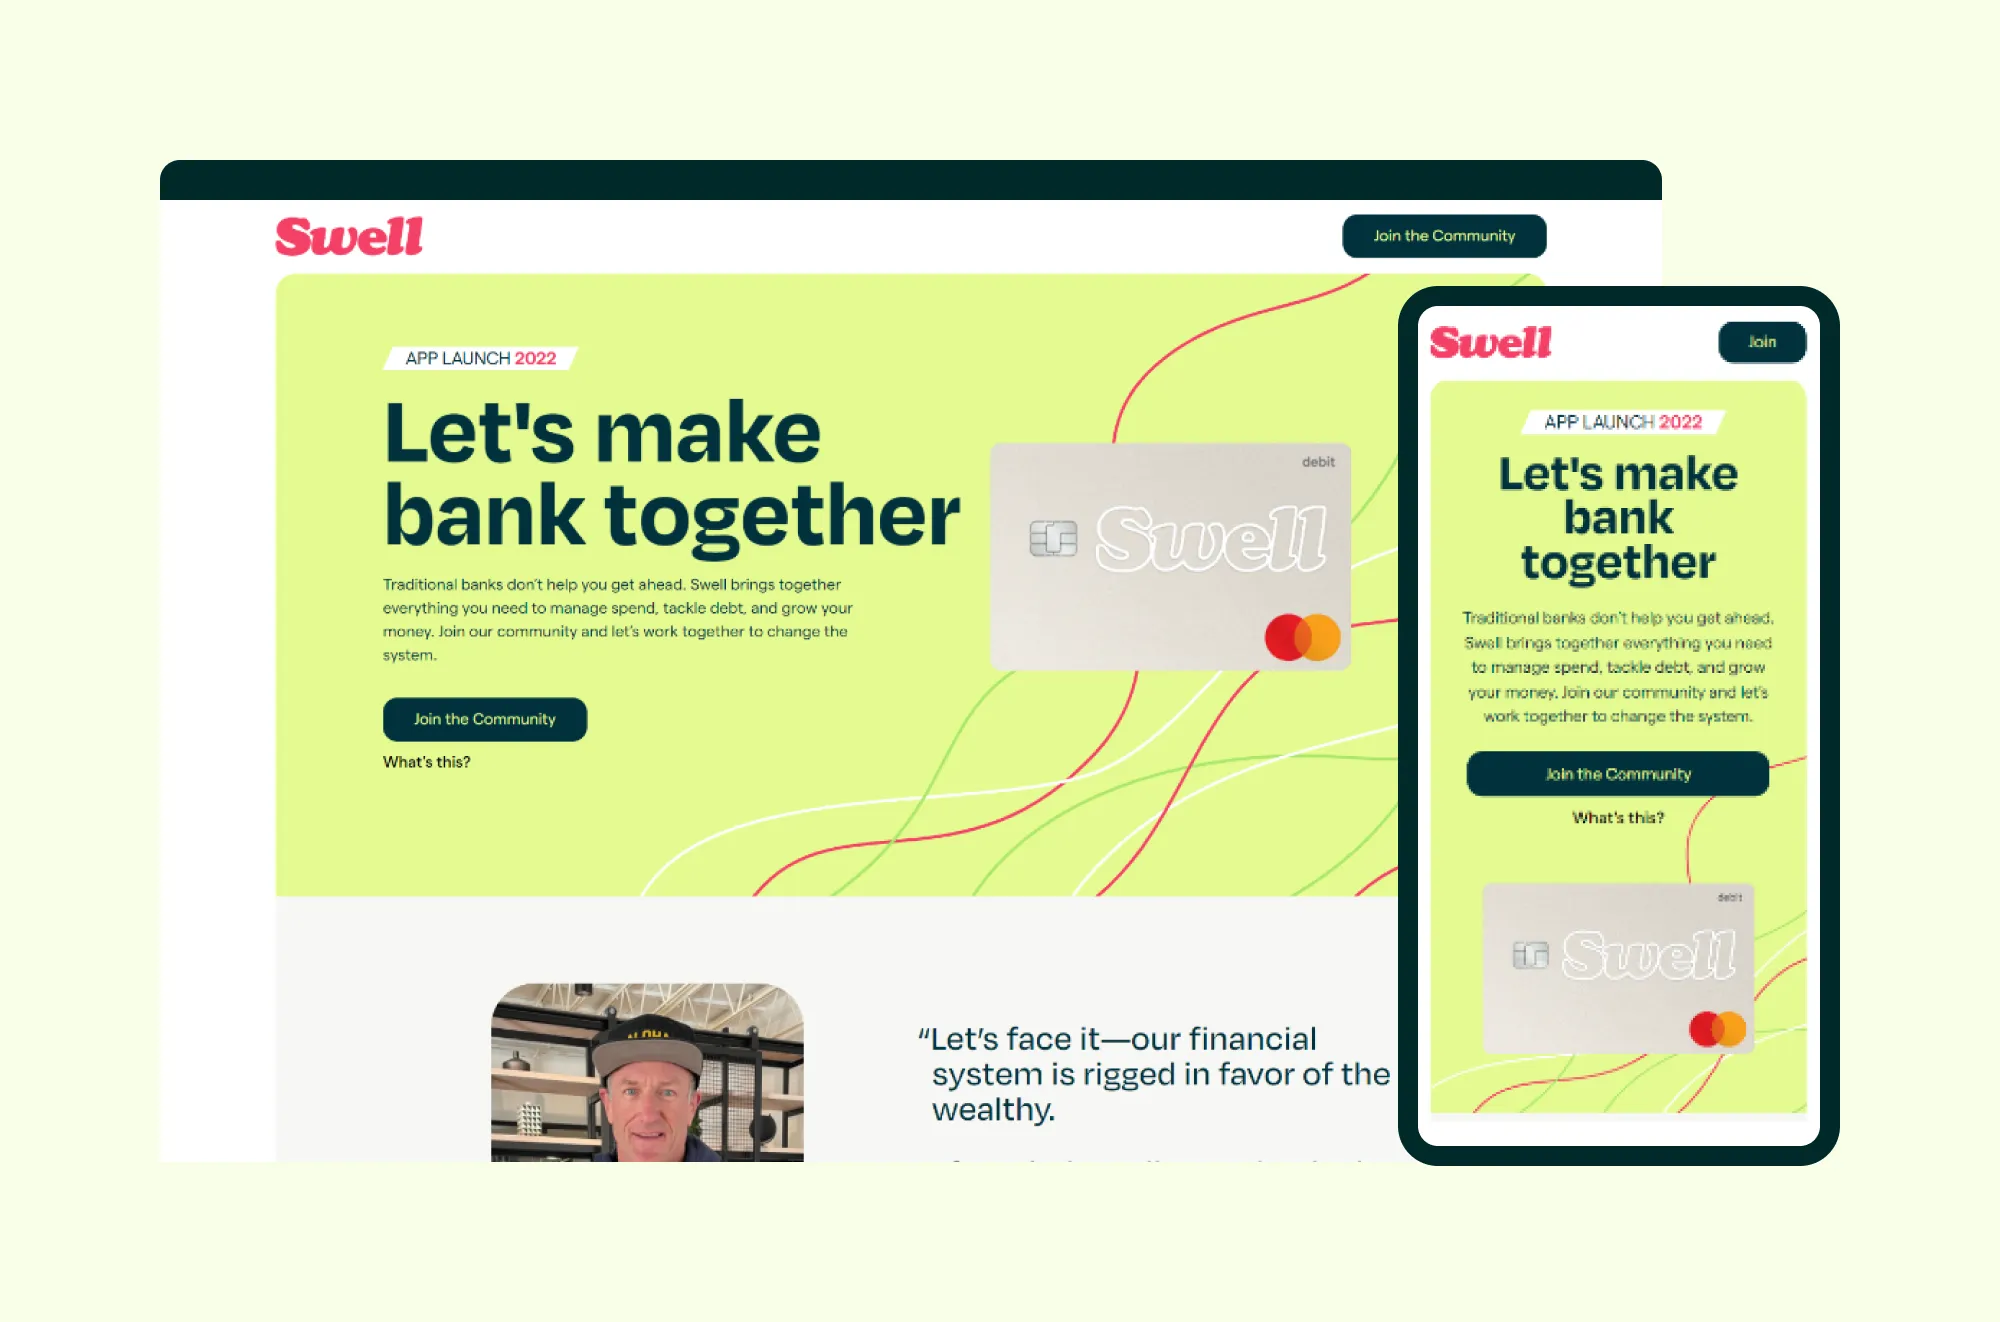 Swell
Join the Community
APP LAUNCH 2022
Let's make
bank together
Traditional banks don't help you get ahead. Swell brings together
everything you need to manage spend, tackle debt, and grow your
money. Join our community and let's work together to change the
system.
Join the Community
What's this?
debit
Swell
“Let's face it—our financial
system is rigged in favor of the
wealthy.
ALOHA
Swell
Join
APP LAUNCH 2022
Let's make
bank
together
Traditional banks don't help you get ahead.
Swell brings together everything you need
to manage spend, tackle debt, and grow
your money. Join our community and let's
work together to change the system.
Join the Community
What's this?
debit
Swell